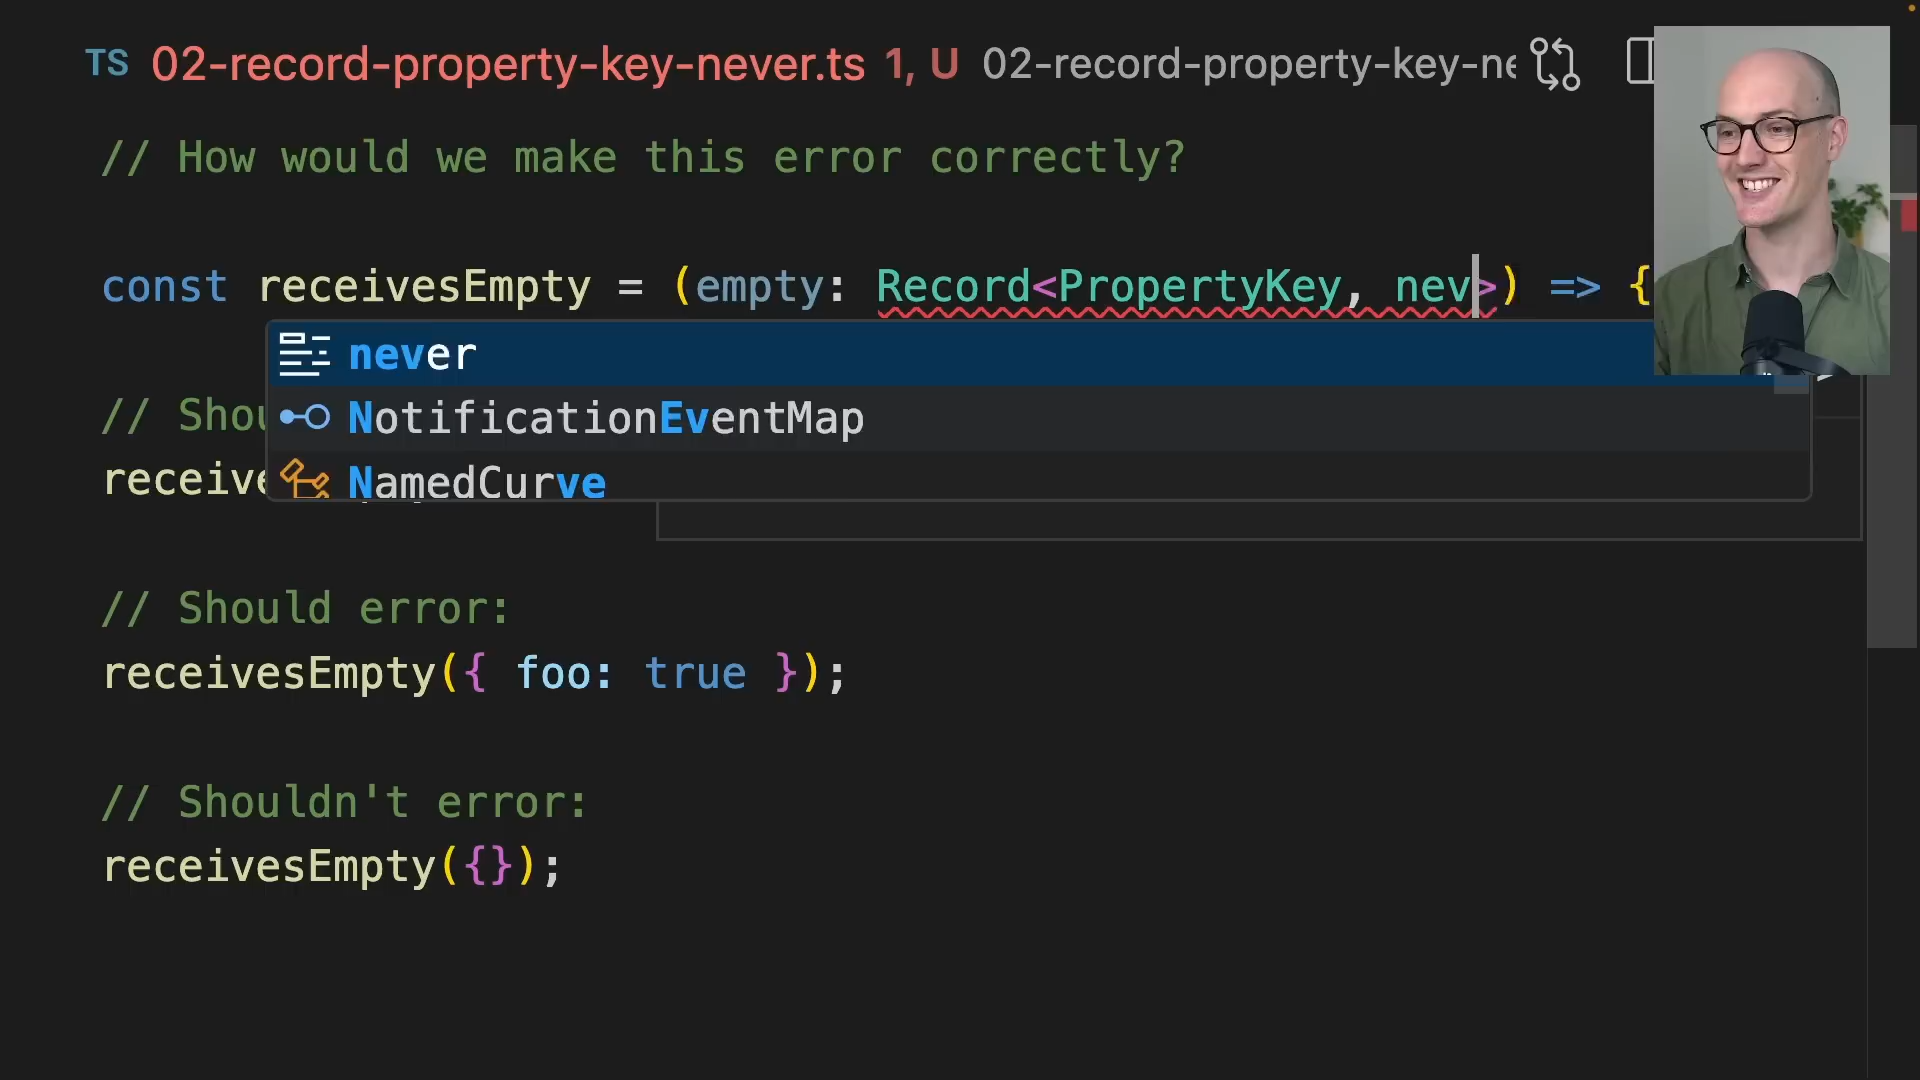 TS 02-record-property-key-never.ts 1, U 02-record-property-key-ne
// How would we make this error correctly?
const receivesEmpty = (empty: Record<PropertyKey, nev>) => {
never
// Shou
NotificationEventMap
receive
NamedCurve
// Should error:
receivesEmpty({ foo: true });
// Shouldn't error:
receivesEmpty({});